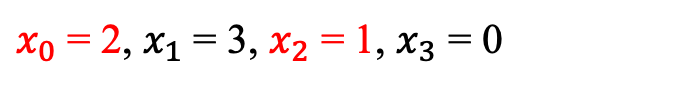 x₀ = 2, x₁ = 3, x₂ = 1, x₃ = 0